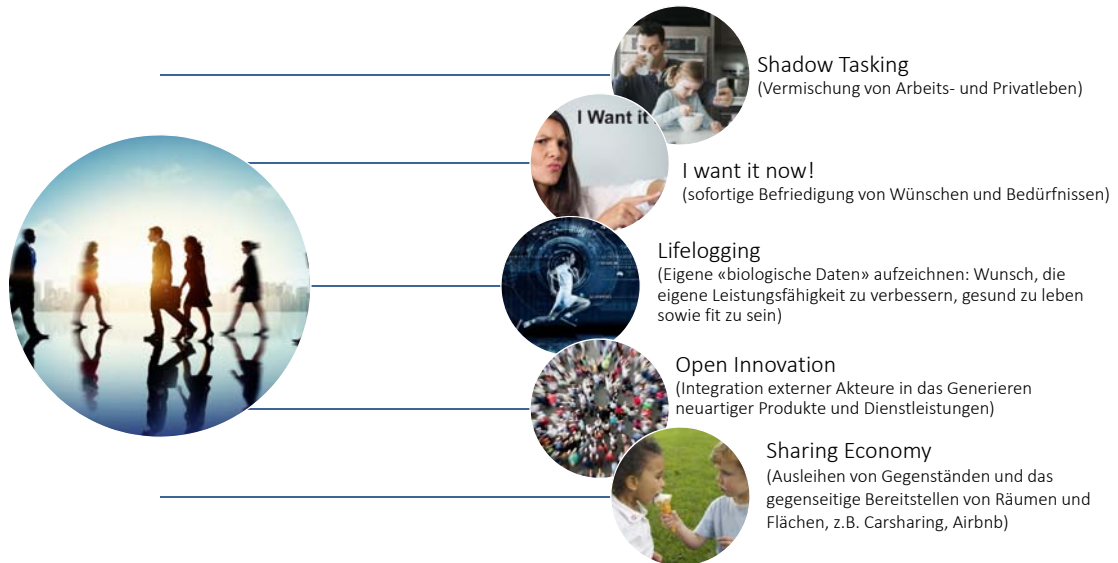 Shadow Tasking
(Vermischung von Arbeits- und Privatleben)
I Want it
I want it now!
(sofortige Befriedigung von Wünschen und Bedürfnissen)
Lifelogging
(Eigene «biologische Daten» aufzeichnen: Wunsch, die
eigene Leistungsfähigkeit zu verbessern, gesund zu leben
sowie fit zu sein)
Open Innovation
(Integration externer Akteure in das Generieren
neuartiger Produkte und Dienstleistungen)
Sharing Economy
(Ausleihen von Gegenständen und das
gegenseitige Bereitstellen von Räumen und
Flächen, z.B. Carsharing, Airbnb)